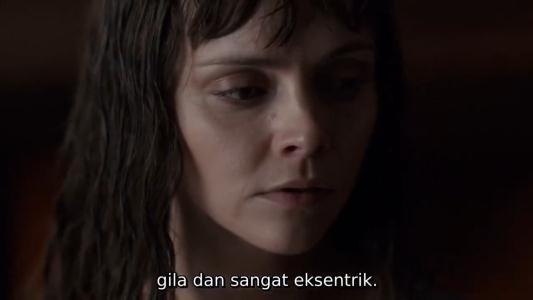 gila dan sangat eksentrik.